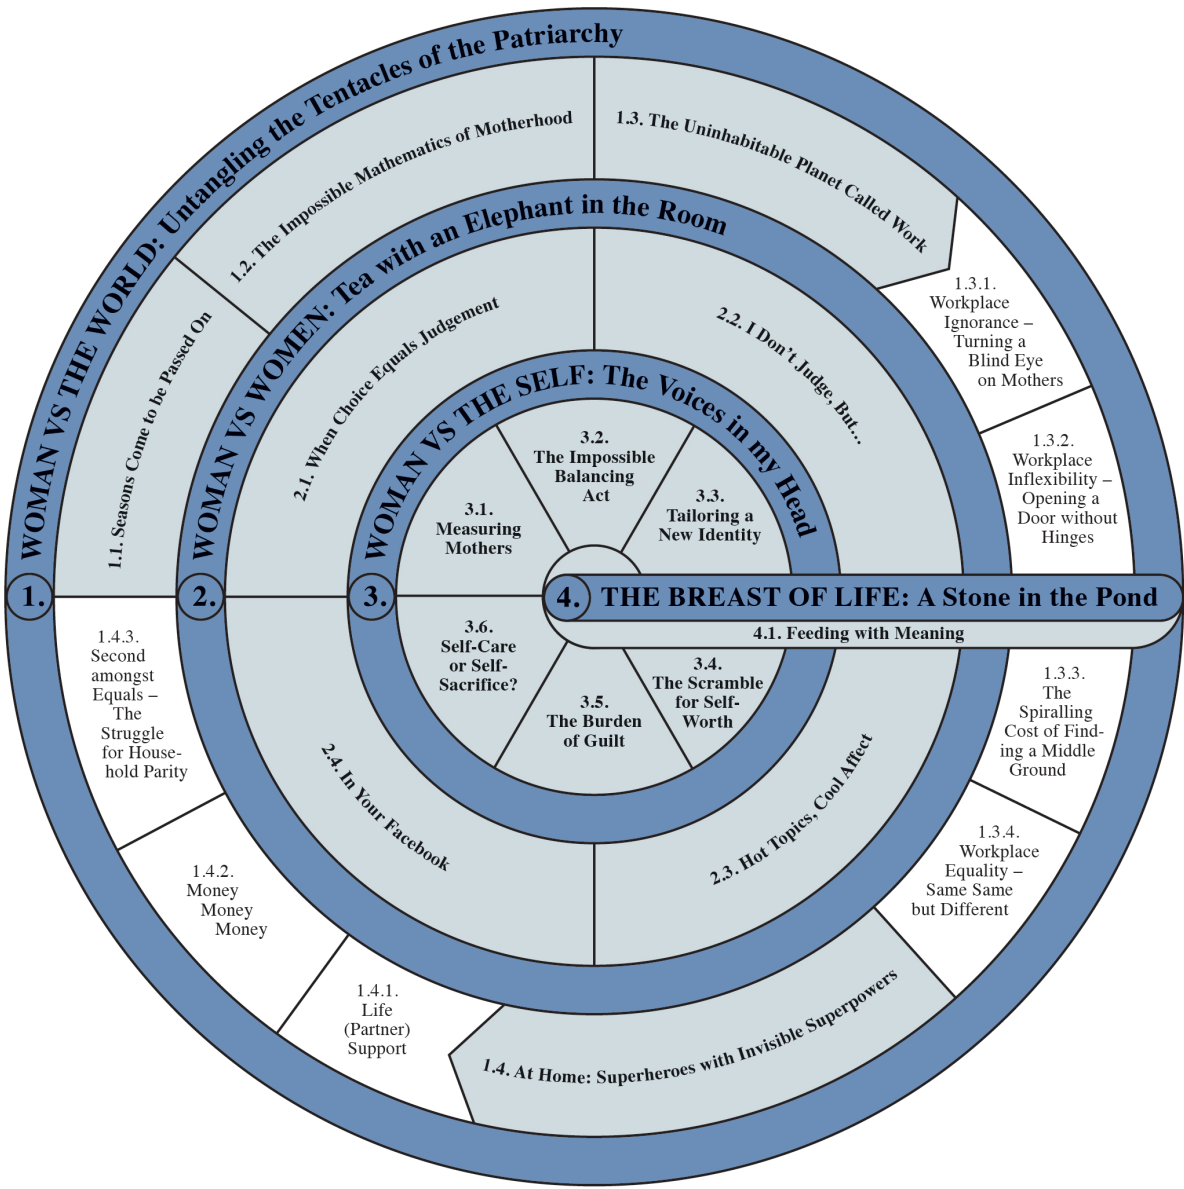 1.
WOMAN VS THE WORLD: Untangling the Tentacles of the Patriarchy
1.1. Seasons Come to be Passed On
1.2. The Impossible Mathematics of Motherhood
1.3. The Uninhabitable Planet Called Work
1.3.1.
Workplace
Ignorance –
Turning a
Blind Eye
on Mothers
1.3.2.
Workplace
Inflexibility –
Opening a
Door without
Hinges
1.3.3.
The
Spiralling
Cost of Find-
ing a Middle
Ground
1.3.4.
Workplace
Equality –
Same Same
but Different
1.4. At Home: Superheroes with Invisible Superpowers
1.4.1.
Life
(Partner)
Support
1.4.2.
Money
Money
Money
1.4.3.
Second
amongst
Equals –
The
Struggle
for House-
hold Parity
2.
WOMAN VS WOMEN: Tea with an Elephant in the Room
2.1. When Choice Equals Judgement
2.2. I Don’t Judge, But…
2.3. Hot Topics, Cool Affect
2.4. In Your Facebook
3.
WOMAN VS THE SELF: The Voices in my Head
3.1.
Measuring
Mothers
3.2.
The Impossible
Balancing
Act
3.3.
Tailoring a
New Identity
3.4.
The Scramble
for Self-
Worth
3.5.
The Burden
of Guilt
3.6.
Self-Care
or Self-
Sacrifice?
4.
THE BREAST OF LIFE: A Stone in the Pond
4.1. Feeding with Meaning